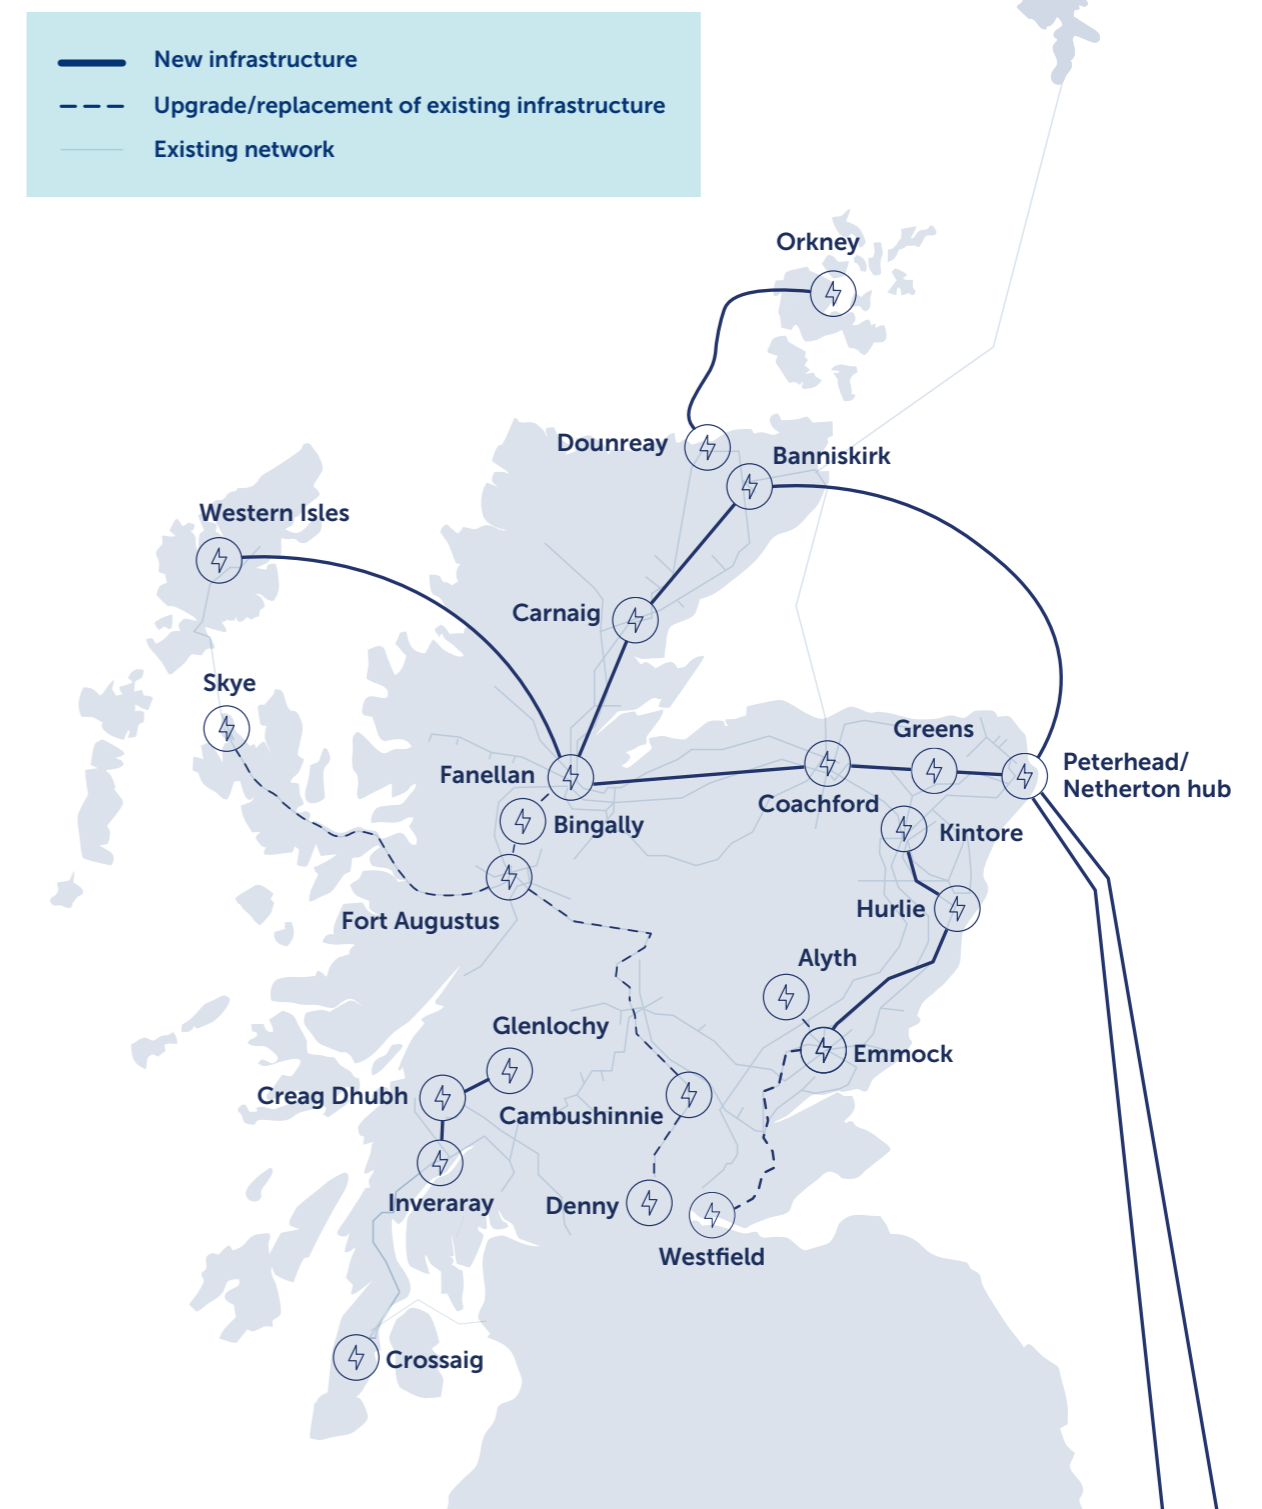 New infrastructure
Upgrade/replacement of existing infrastructure
Existing network
Orkney
Dounreay
Banniskirk
Western Isles
Carnaig
Skye
Greens
Fanellan
Peterhead/
Netherton hub
Coachford
Bingally
Kintore
Fort Augustus
Hurlie
Alyth
Glenlochy
Emmock
Creag Dhubh
Cambushinnie
Inveraray
Denny
Westfield
Crossaig